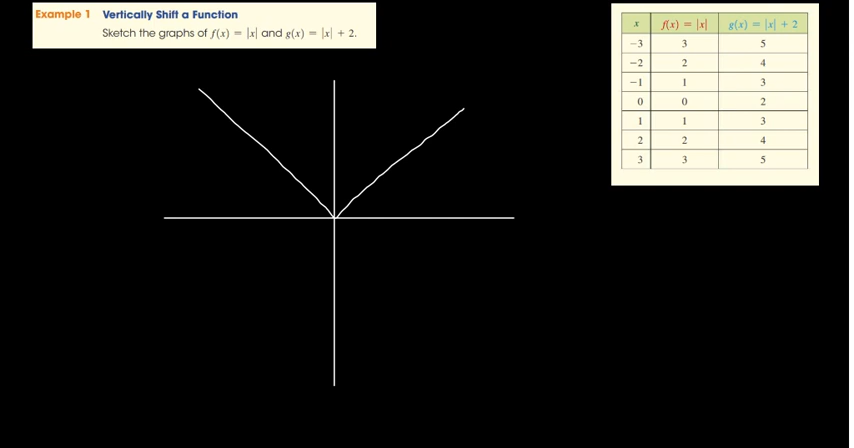 Example 1 Vertically Shift a Function
Sketch the graphs of f(x) = |x| and g(x) = |x| + 2.
x f(x) = |x| g(x) = |x| + 2
−3 3 5
−2 2 4
−1 1 3
0 0 2
1 1 3
2 2 4
3 3 5